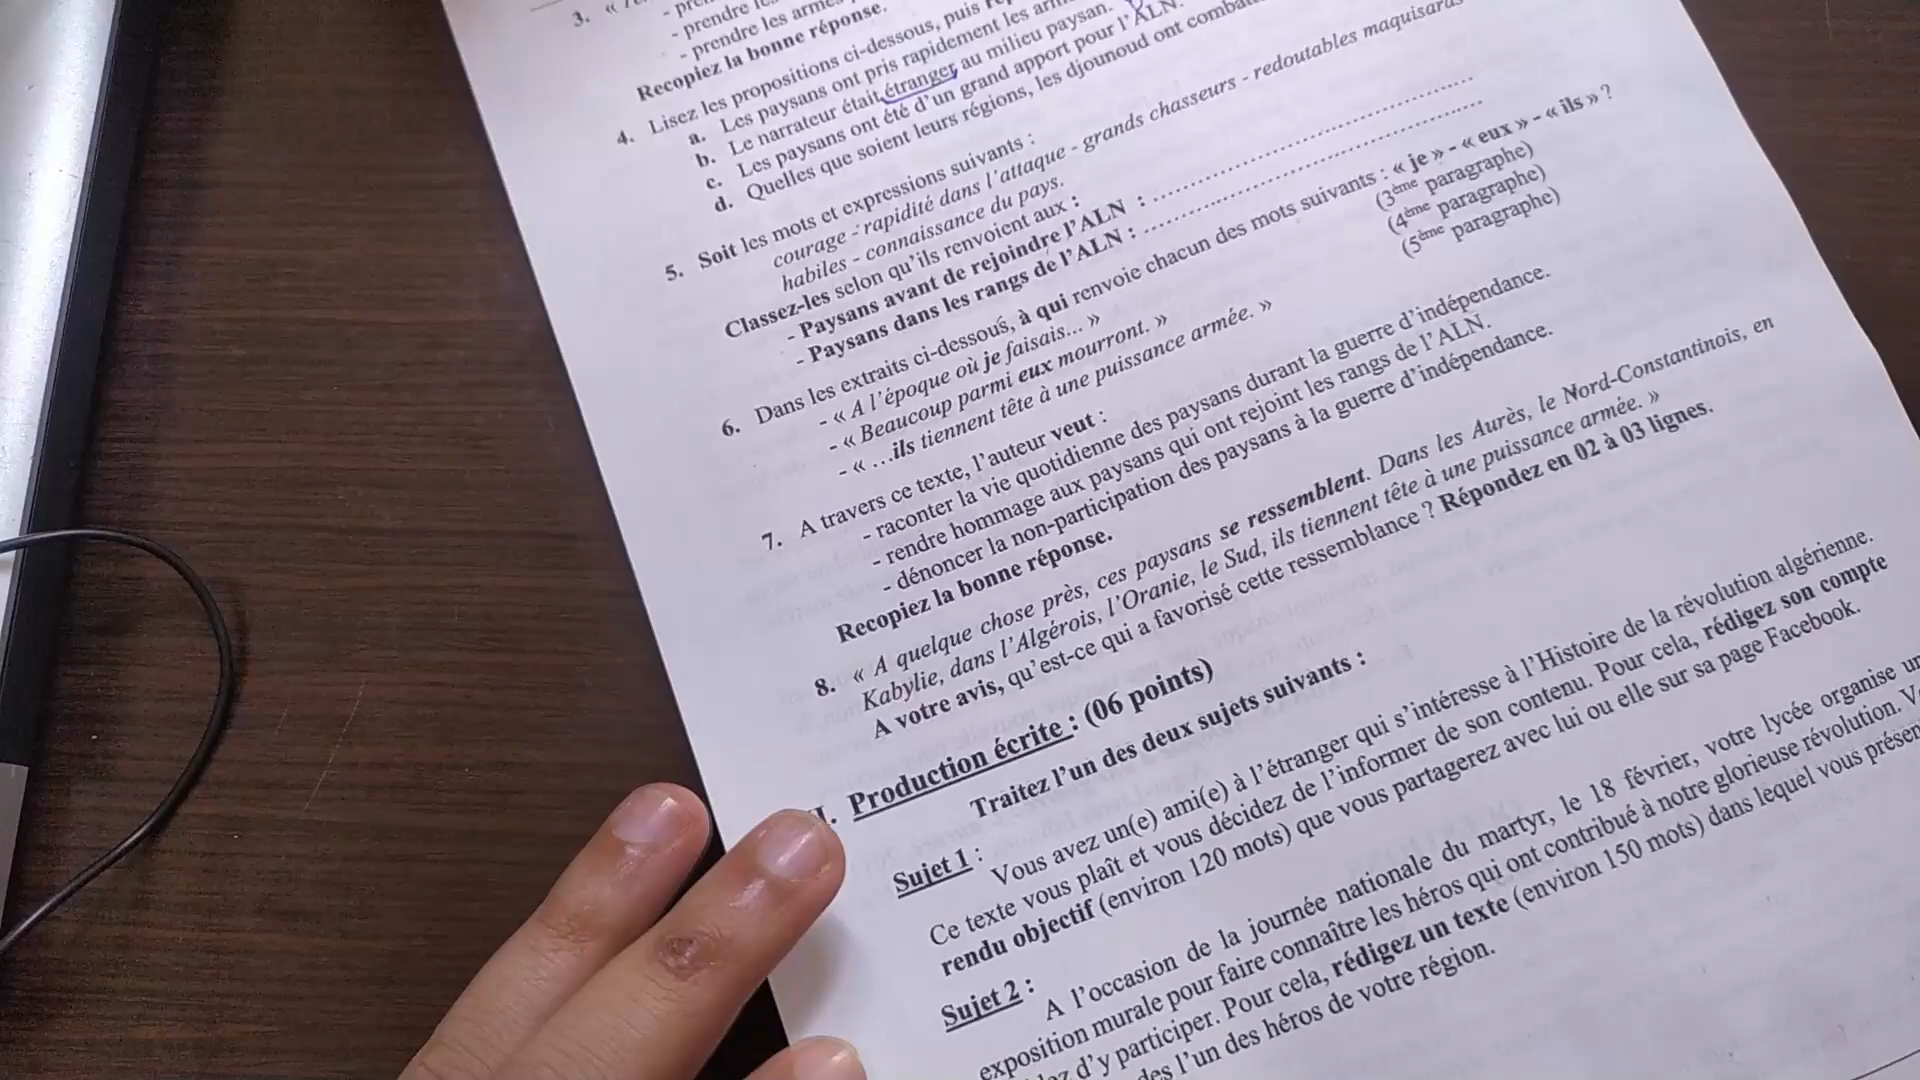 3. «
- prendre
- prendre les armes
Recopiez la bonne réponse.
4. Lisez les propositions ci-dessous, puis
a. Les paysans ont pris rapidement les
b. Le narrateur était étranger au milieu paysan.
c. Les paysans ont été d'un grand apport pour l'ALN.
d. Quelles que soient leurs régions, les djounoud ont
5. Soit les mots et expressions suivants :
courage - rapidité dans l'attaque - grands chasseurs - redoutables maquisards
habiles - connaissance du pays.
Classez-les selon qu'ils renvoient aux :
- Paysans avant de rejoindre l'ALN : ........................................
- Paysans dans les rangs de l'ALN : ..........................................
6. Dans les extraits ci-dessous, à qui renvoie chacun des mots suivants : « je » - « eux » - « ils » ?
- « A l'époque où je faisais... » (3ème paragraphe)
- « Beaucoup parmi eux mourront. » (4ème paragraphe)
- « ...ils tiennent tête à une puissance armée. » (5ème paragraphe)
7. A travers ce texte, l'auteur veut :
- raconter la vie quotidienne des paysans durant la guerre d'indépendance.
- rendre hommage aux paysans qui ont rejoint les rangs de l'ALN.
- dénoncer la non-participation des paysans à la guerre d'indépendance.
Recopiez la bonne réponse.
8. « A quelque chose près, ces paysans se ressemblent. Dans les Aurès, le Nord-Constantinois, en
Kabylie, dans l'Algérois, l'Oranie, le Sud, ils tiennent tête à une puissance armée. »
A votre avis, qu'est-ce qui a favorisé cette ressemblance ? Répondez en 02 à 03 lignes.
I. Production écrite : (06 points)
Traitez l'un des deux sujets suivants :
Sujet 1 :
Vous avez un(e) ami(e) à l'étranger qui s'intéresse à l'Histoire de la révolution algérienne.
Ce texte vous plaît et vous décidez de l'informer de son contenu. Pour cela, rédigez son compte
rendu objectif (environ 120 mots) que vous partagerez avec lui ou elle sur sa page Facebook.
Sujet 2 :
A l'occasion de la journée nationale du martyr, le 18 février, votre lycée organise
exposition murale pour faire connaître les héros qui ont contribué à notre glorieuse révolution.
d'y participer. Pour cela, rédigez un texte (environ 150 mots) dans lequel vous
l'un des héros de votre région.